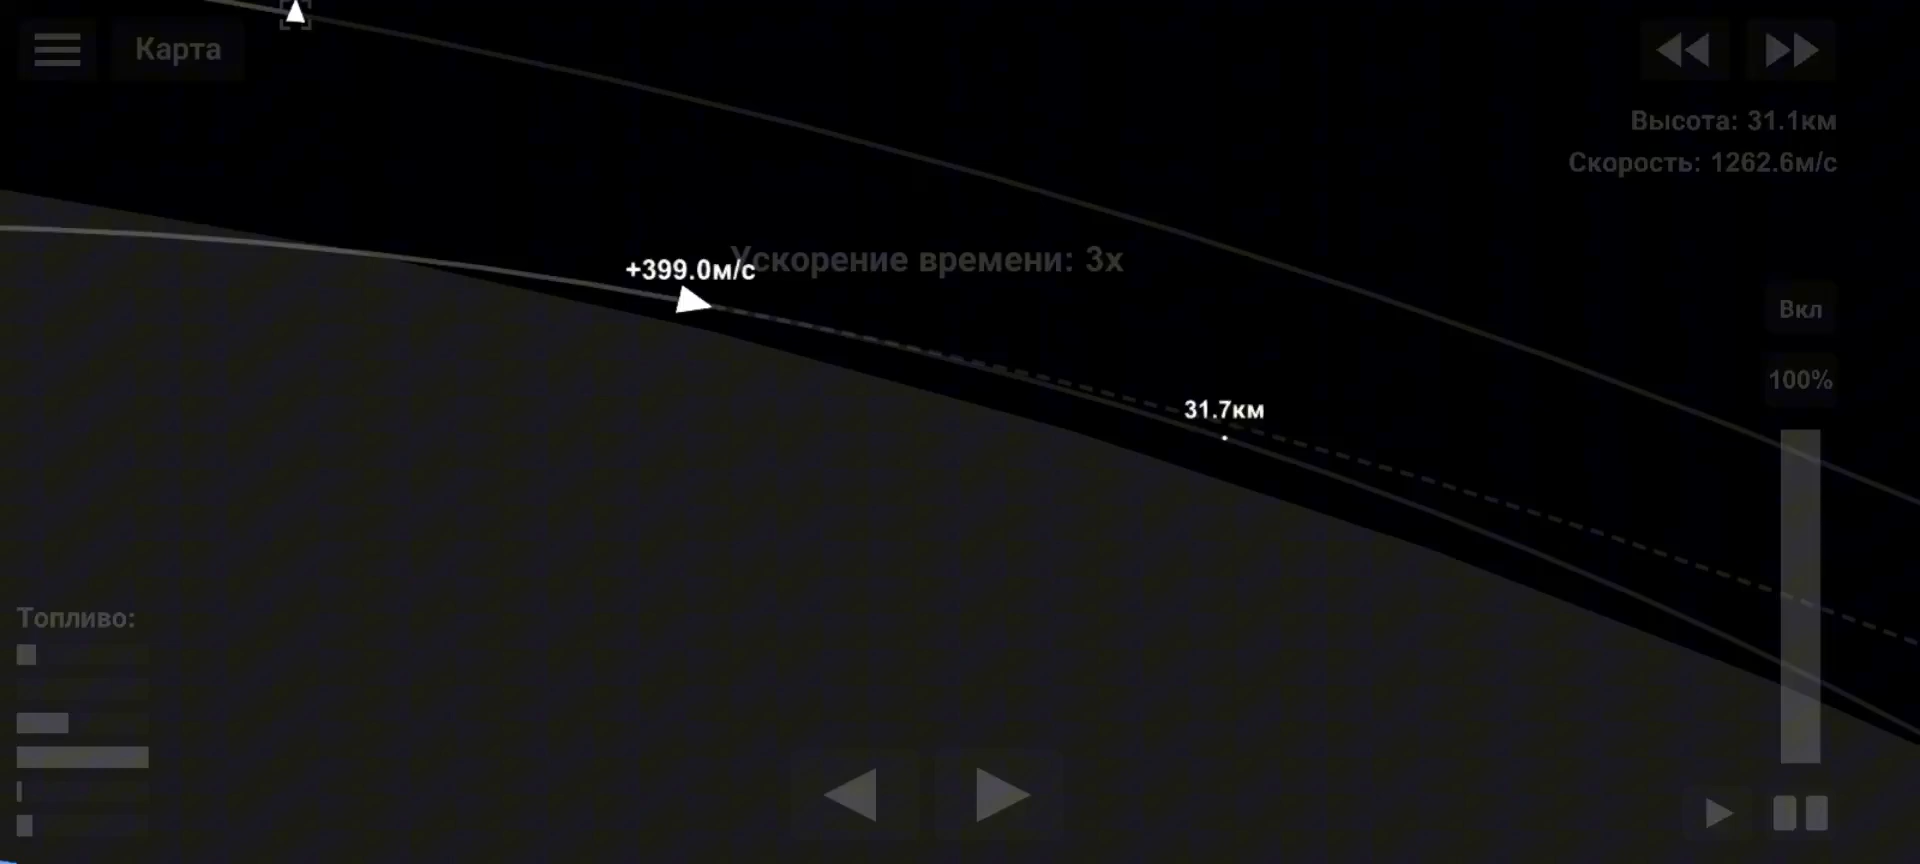 Карта
Высота: 31.1км
Скорость: 1262.6м/с
Ускорение времени: 3x
+399.0м/с
Вкл
100%
31.7км
Топливо: